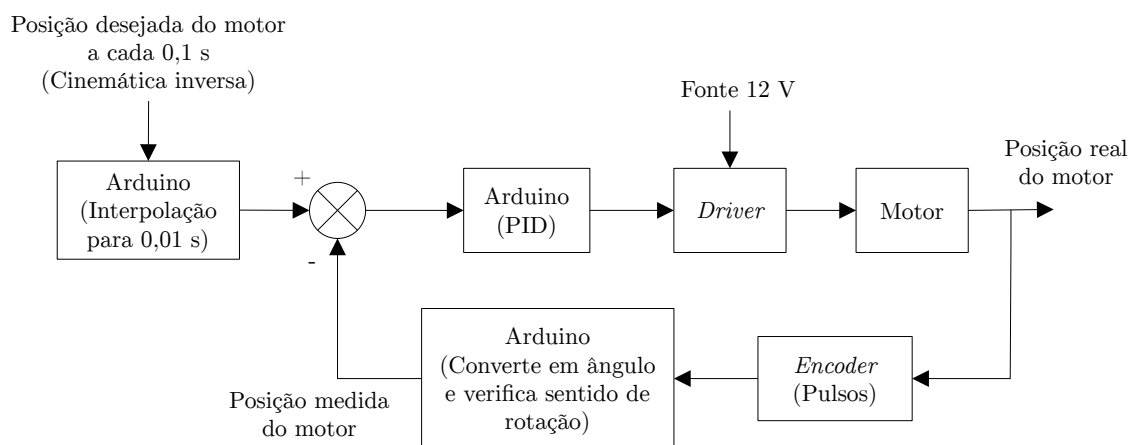 Posição desejada do motor
a cada 0,1 s
(Cinemática inversa)
Fonte 12 V
Posição real
do motor
Arduino
(Interpolação
para 0,01 s)
+
-
Arduino
(PID)
Driver
Motor
Arduino
(Converte em ângulo
e verifica sentido de
rotação)
Encoder
(Pulsos)
Posição medida
do motor